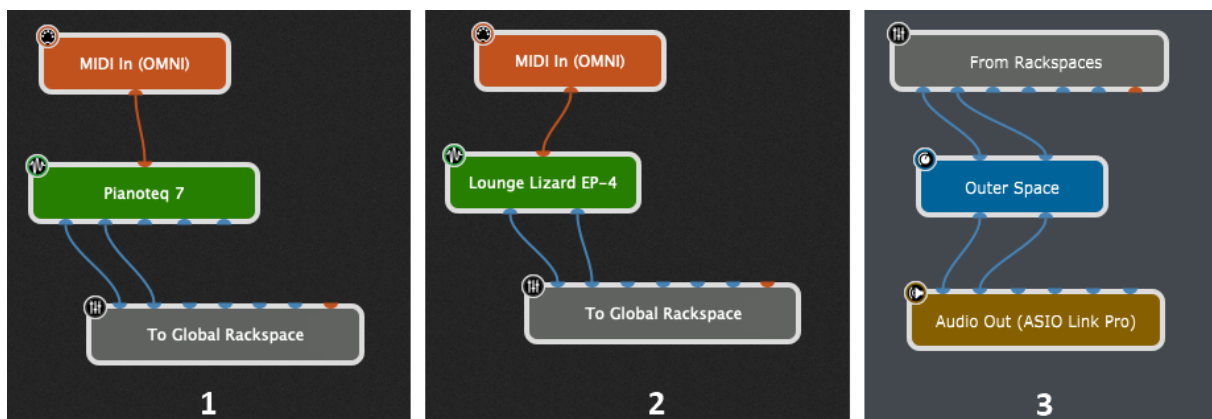 MIDI In (OMNI)
Pianoteq 7
To Global Rackspace
1
MIDI In (OMNI)
Lounge Lizard EP-4
To Global Rackspace
2
From Rackspaces
Outer Space
Audio Out (ASIO Link Pro)
3